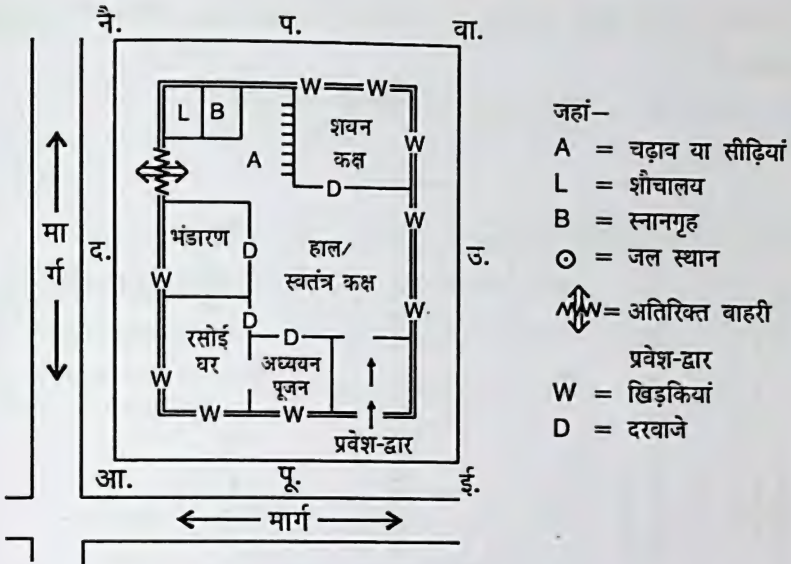 नै. प. वा.
W W
L B
शयन
कक्ष
W
A
D
मा
र्ग
द.
भंडारण
D
हाल/
स्वतंत्र कक्ष
W
उ.
W
W
D
D
रसोई
घर
अध्ययन
पूजन
W
W W
प्रवेश-द्वार
आ. पू. ई.
मार्ग
जहां–
A = चढ़ाव या सीढ़ियां
L = शौचालय
B = स्नानगृह
⊙ = जल स्थान
= अतिरिक्त वाहरी
प्रवेश-द्वार
W = खिड़कियां
D = दरवाजे